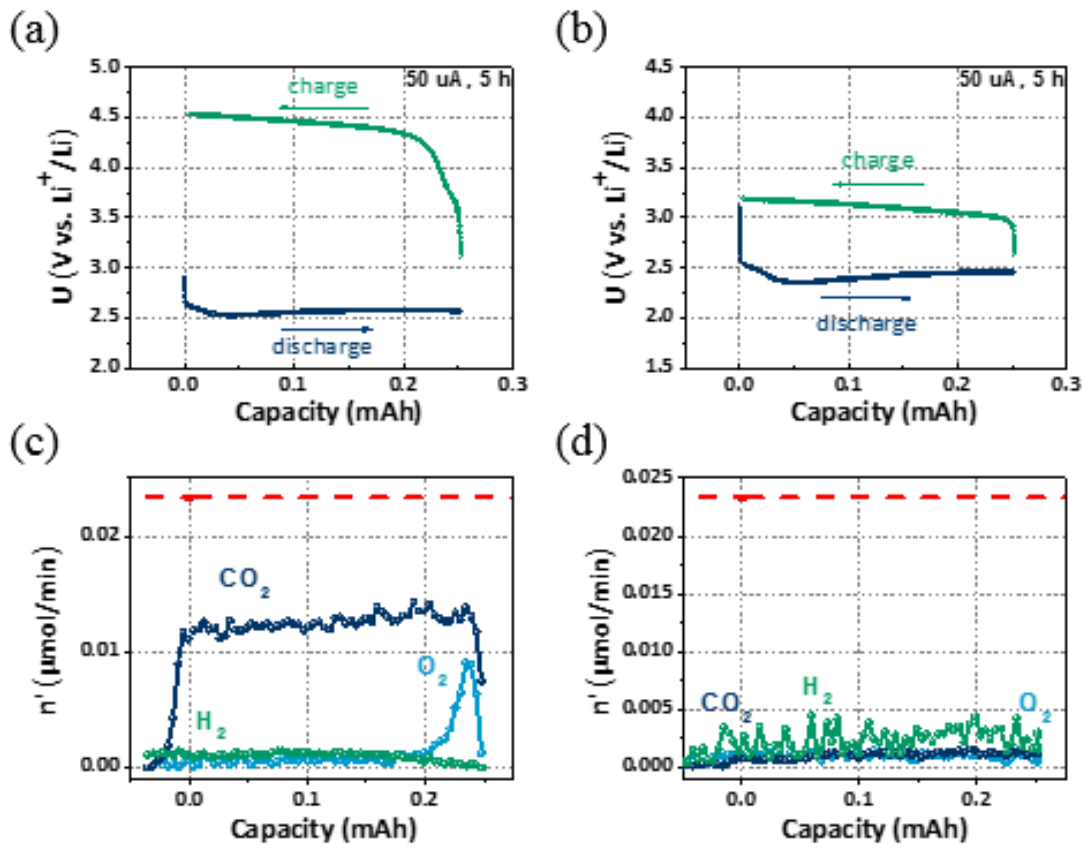 (a)
(b)
5.0
4.5
4.0
3.5
3.0
2.5
2.0
U (V vs. Li⁺/Li)
50 uA, 5 h
charge
discharge
0.0
0.1
0.2
0.3
Capacity (mAh)
4.5
4.0
3.5
3.0
2.5
2.0
1.5
U (V vs. Li⁺/Li)
50 uA, 5 h
charge
discharge
0.0
0.1
0.2
0.3
Capacity (mAh)
(c)
(d)
0.02
0.01
0.00
n' (µmol/min)
CO₂
O₂
H₂
0.0
0.1
0.2
Capacity (mAh)
0.025
0.020
0.015
0.010
0.005
0.000
n' (µmol/min)
CO₂
H₂
O₂
0.0
0.1
0.2
Capacity (mAh)